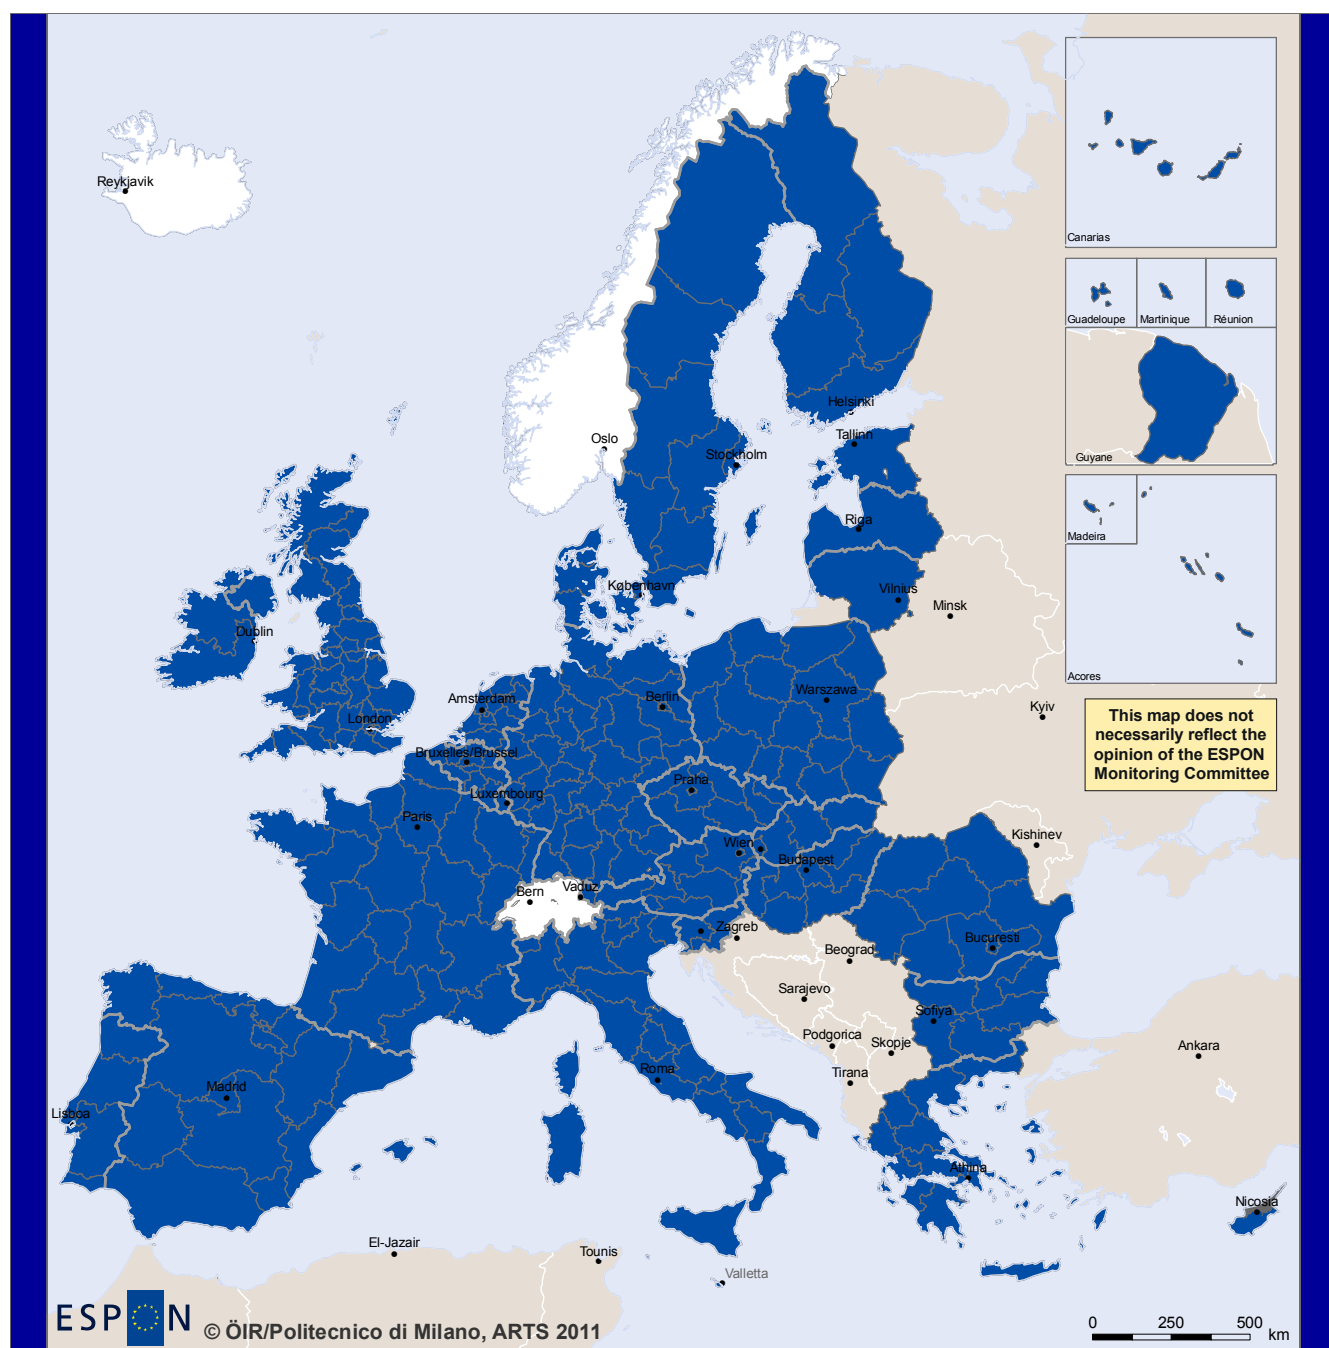 Reykjavik
Canarias
Guadeloupe
Martinique
Réunion
Guyane
Madeira
Acores
Helsinki
Tallinn
Oslo
Stockholm
Riga
København
Vilnius
Minsk
Dublin
Amsterdam
Berlin
Warszawa
London
Kyiv
This map does not
necessarily reflect the
opinion of the ESPON
Monitoring Committee
Bruxelles/Brussel
Praha
Luxembourg
Paris
Kishinev
Wien
Budapest
Bern
Vaduz
Zagreb
Bucuresti
Beograd
Sarajevo
Sofiya
Podgorica
Skopje
Ankara
Tirana
Roma
Madrid
Lisboa
Athina
Nicosia
El-Jazair
Tounis
Valletta
ESPON
© ÖIR/Politecnico di Milano, ARTS 2011
0 250 500
km